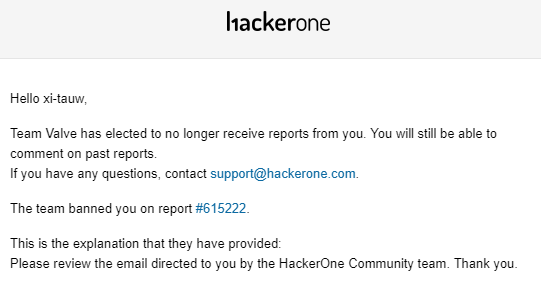 hackerone
Hello xi-tauw,
Team Valve has elected to no longer receive reports from you. You will still be able to
comment on past reports.
If you have any questions, contact support@hackerone.com.
The team banned you on report #615222.
This is the explanation that they have provided:
Please review the email directed to you by the HackerOne Community team. Thank you.